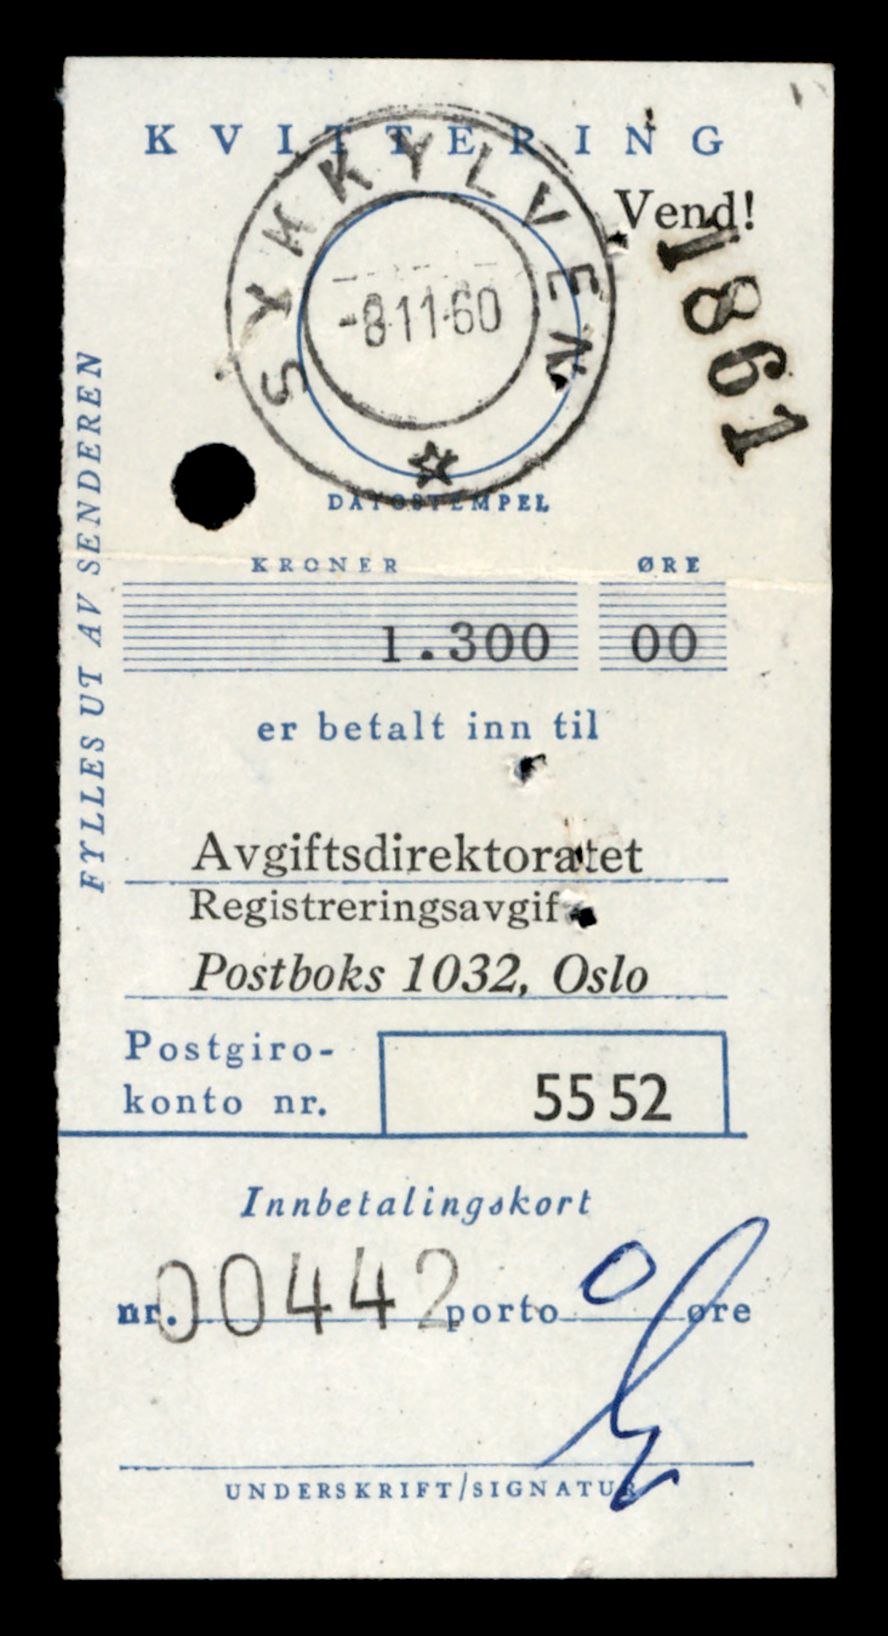 KVITTERING
Vend!
SYKKYLVEN
-8.11.60
1861
DATOSTEMPEL
FYLLES UT AV SENDEREN
KRONER ØRE
1.300 00
er betalt inn til
Avgiftsdirektoratet
Registreringsavgift
Postboks 1032, Oslo
Postgiro-
konto nr. 55 52
Innbetalingskort
nr. 00442 porto 0 øre
UNDERSKRIFT/SIGNATUR